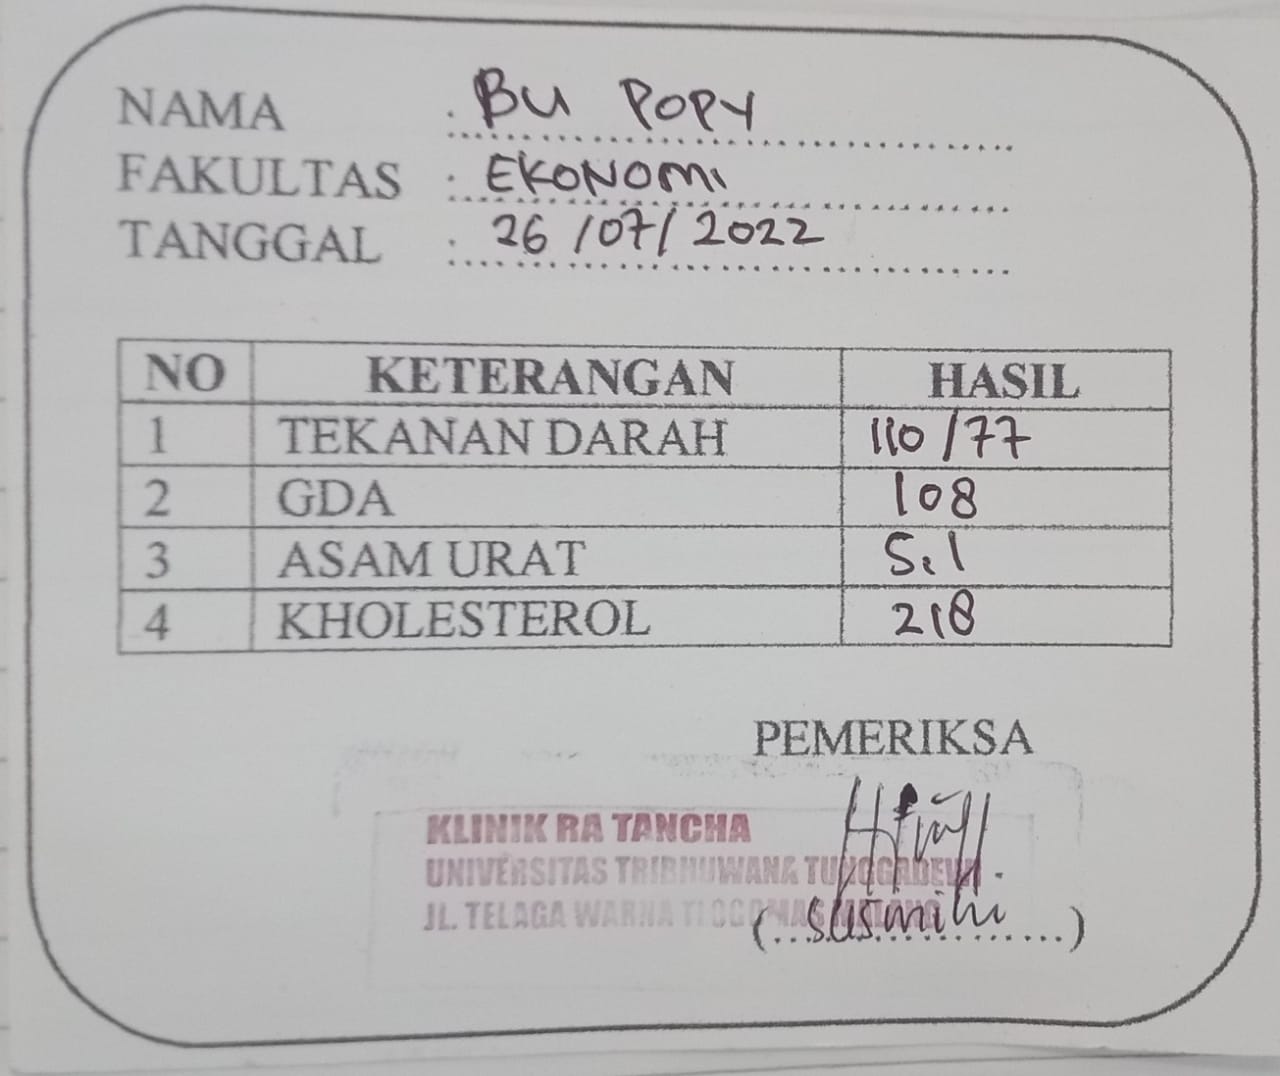 NAMA : BU POPY
FAKULTAS : EKONOMI
TANGGAL : 26/07/2022
NO KETERANGAN HASIL
1 TEKANAN DARAH 110/77
2 GDA 108
3 ASAM URAT 5.1
4 KHOLESTEROL 218
PEMERIKSA
KLINIK RA TANCHA
UNIVERSITAS TRIBHUWANA TUNGGADEWI
JL. TELAGA WARNA TLOGOMAS MALANG